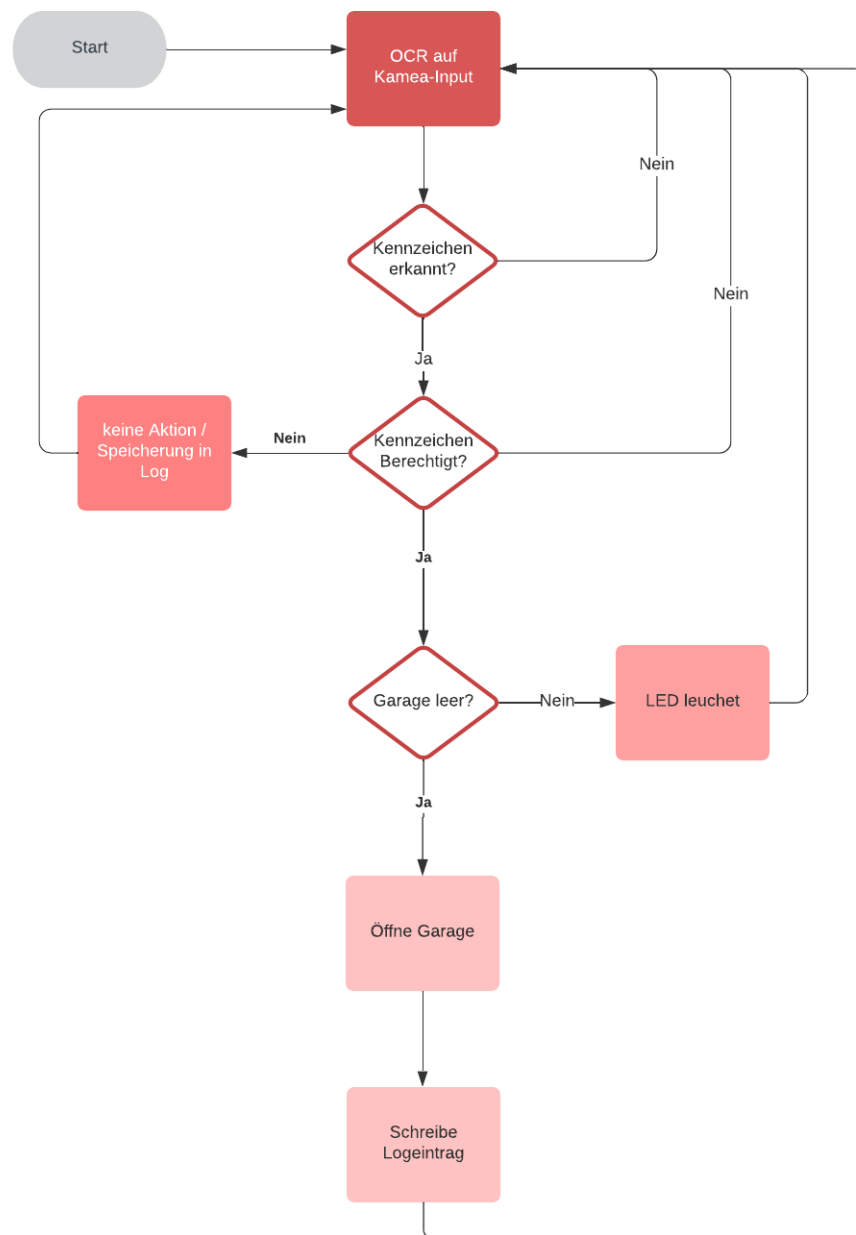 Start
OCR auf
Kamea-Input
Nein
Kennzeichen
erkannt?
Nein
Ja
keine Aktion /
Speicherung in
Log
Nein
Kennzeichen
Berechtigt?
Ja
Garage leer?
Nein
LED leuchet
Ja
Öffne Garage
Schreibe
Logeintrag